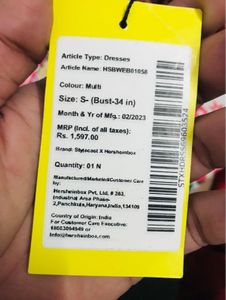 Article Type: Dresses
Article Name: HSBWEB01058
Colour: Multi
Size: S- (Bust-34 in)
Month & Yr of Mfg.: 02/2023
MRP (Incl. of all taxes):
Rs. 1,597.00
Brand: Stylecast X Hersheinbox
Quantity: 01 N
Manufactured/Marketed/Customer Care
by:
Hersheinbox Pvt. Ltd. # 263,
Industrial Area Phase-
2,Panchkula,Haryana,India,134109
Country of Origin: India
For Customer Care Executive:
Info@hersheinbox.com